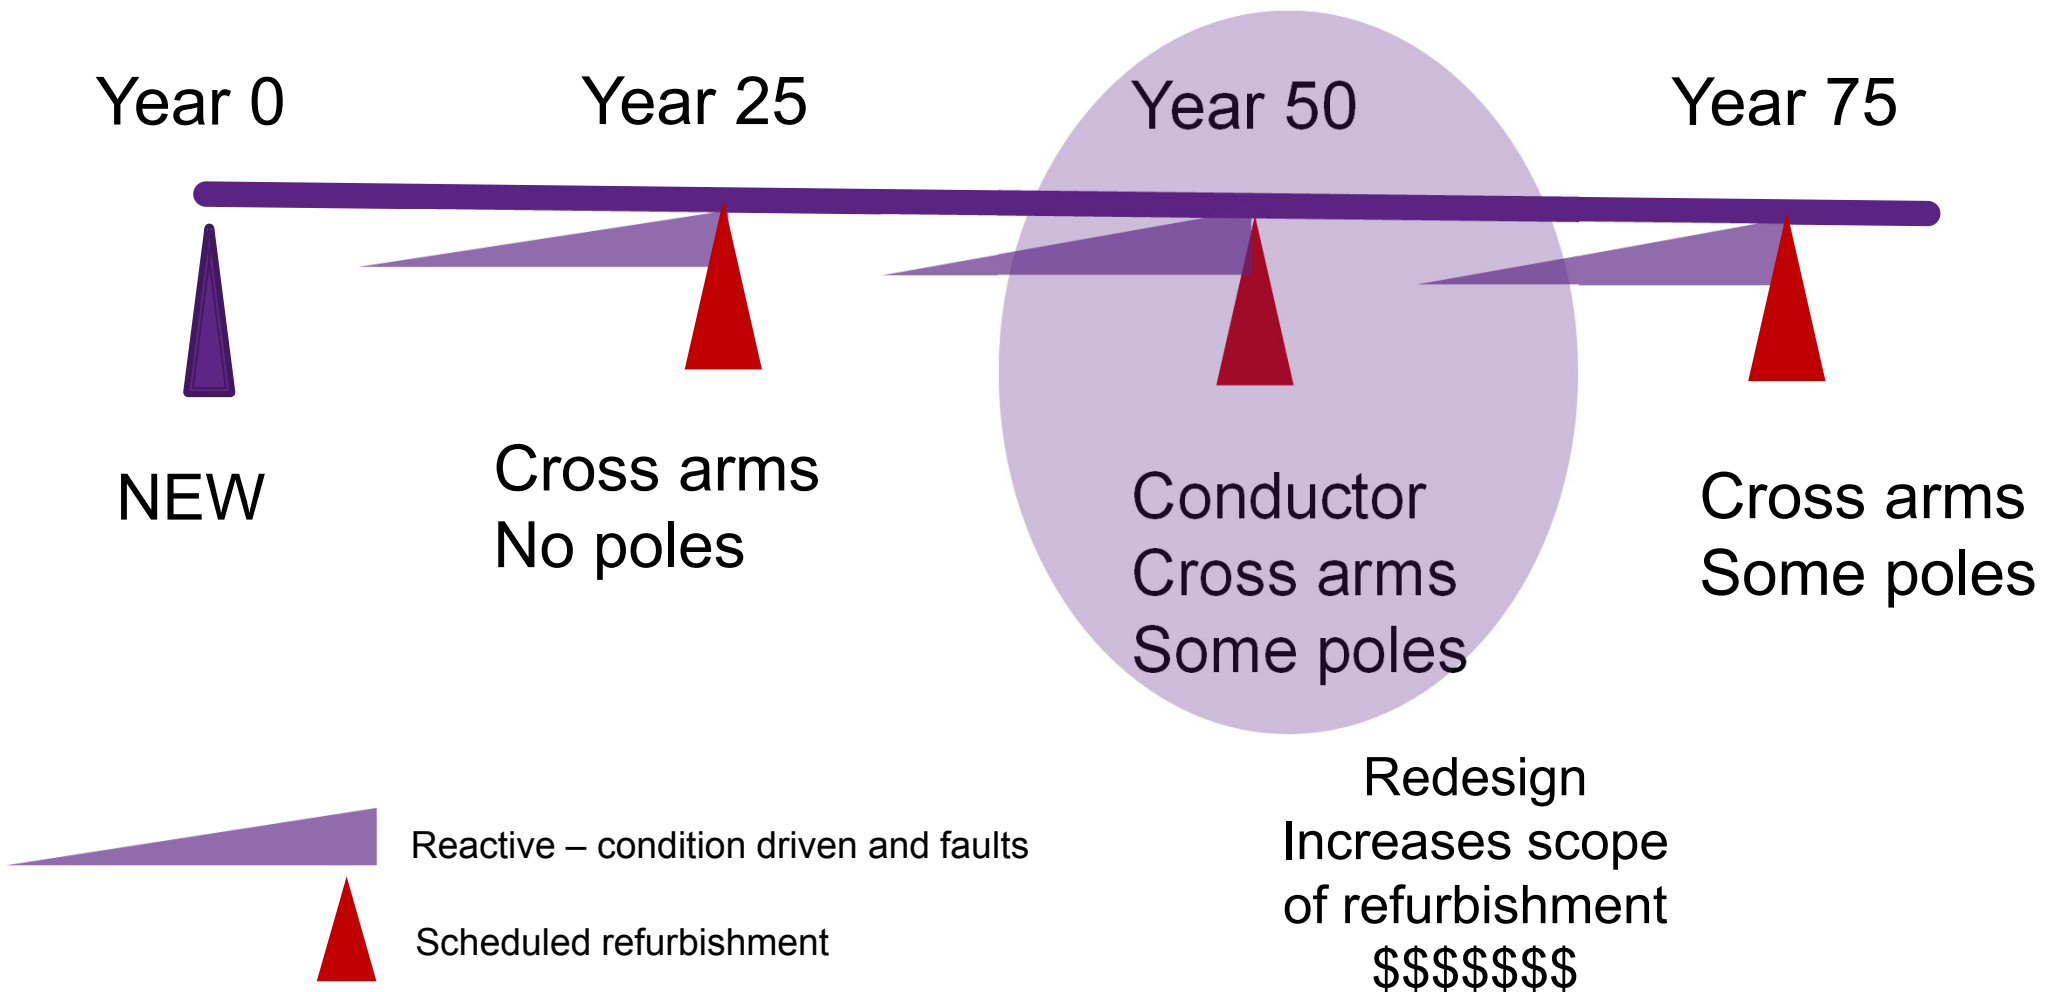 Year 0
Year 25
Year 50
Year 75
NEW
Cross arms
No poles
Conductor
Cross arms
Some poles
Cross arms
Some poles
Redesign
Increases scope
of refurbishment
$$$$$$$
Reactive – condition driven and faults
Scheduled refurbishment